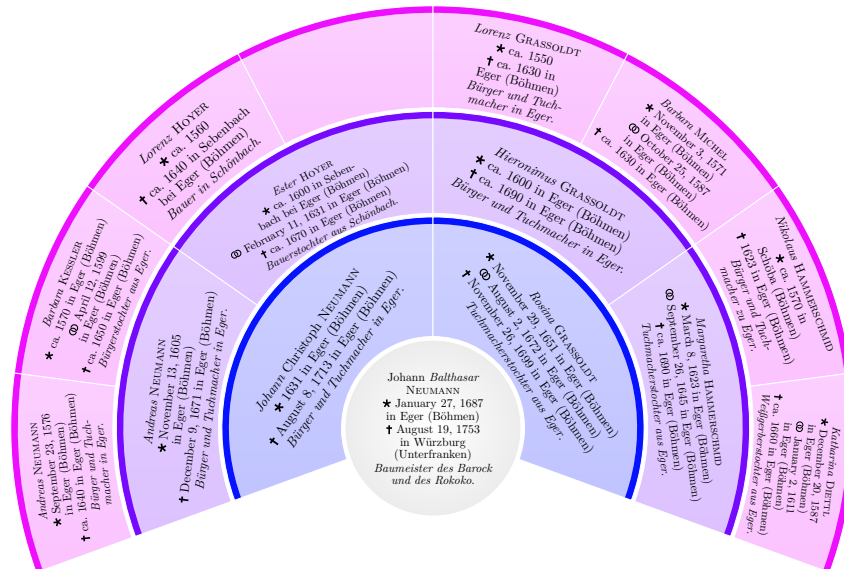 Johann Balthasar
NEUMANN
★ January 27, 1687
in Eger (Böhmen)
✝ August 19, 1753
in Würzburg
(Unterfranken)
Baumeister des Barock
und des Rokoko.
Johann Christoph NEUMANN
★ 1631 in Eger (Böhmen)
✝ August 8, 1713 in Eger (Böhmen)
Bürger und Tuchmacher in Eger.
Rosina GRASSOLDT
★ November 29, 1651 in Eger (Böhmen)
⚭ August 2, 1672 in Eger (Böhmen)
✝ November 26, 1699 in Eger (Böhmen)
Tuchmacherstochter aus Eger.
Andreas NEUMANN
★ November 13, 1605
in Eger (Böhmen)
✝ December 9, 1671 in Eger (Böhmen)
Bürger und Tuchmacher in Eger.
Ester HOYER
★ ca. 1600 in Seben-
bach bei Eger (Böhmen)
⚭ February 11, 1631 in Eger (Böhmen)
✝ ca. 1670 in Eger (Böhmen)
Bauerstochter aus Schönbach.
Hieronimus GRASSOLDT
★ ca. 1600 in Eger (Böhmen)
✝ ca. 1690 in Eger (Böhmen)
Bürger und Tuchmacher in Eger.
Margaretha HAMMERSCHMID
★ March 8, 1623 in Eger (Böhmen)
⚭ September 26, 1645 in Eger (Böhmen)
✝ ca. 1690 in Eger (Böhmen)
Tuchmacherstochter aus Eger.
Andreas NEUMANN
★ September 23, 1576
in Eger (Böhmen)
✝ ca. 1640 in Eger (Böhmen)
Bürger und Tuch-
macher in Eger.
Barbara KESSLER
★ ca. 1570 in Eger (Böhmen)
⚭ April 12, 1599
in Eger (Böhmen)
✝ ca. 1650 in Eger (Böhmen)
Bürgerstochter aus Eger.
Lorenz HOYER
★ ca. 1560
✝ ca. 1640 in Sebenbach
bei Eger (Böhmen)
Bauer in Schönbach.
Lorenz GRASSOLDT
★ ca. 1550
✝ ca. 1630 in
Eger (Böhmen)
Bürger und Tuch-
macher in Eger.
Barbara MICHEL
★ November 3, 1571
in Eger (Böhmen)
⚭ October 25, 1587
in Eger (Böhmen)
✝ ca. 1630 in Eger (Böhmen)
Nikolaus HAMMERSCHMID
★ ca. 1570 in
Schöba (Böhmen)
✝ 1623 in Eger (Böhmen)
Bürger und Tuch-
macher zu Eger.
Katharina DIETTL
★ December 20, 1587
in Eger (Böhmen)
⚭ January 2, 1611
in Eger (Böhmen)
✝ ca. 1660 in Eger (Böhmen)
Weißgerberstochter aus Eger.